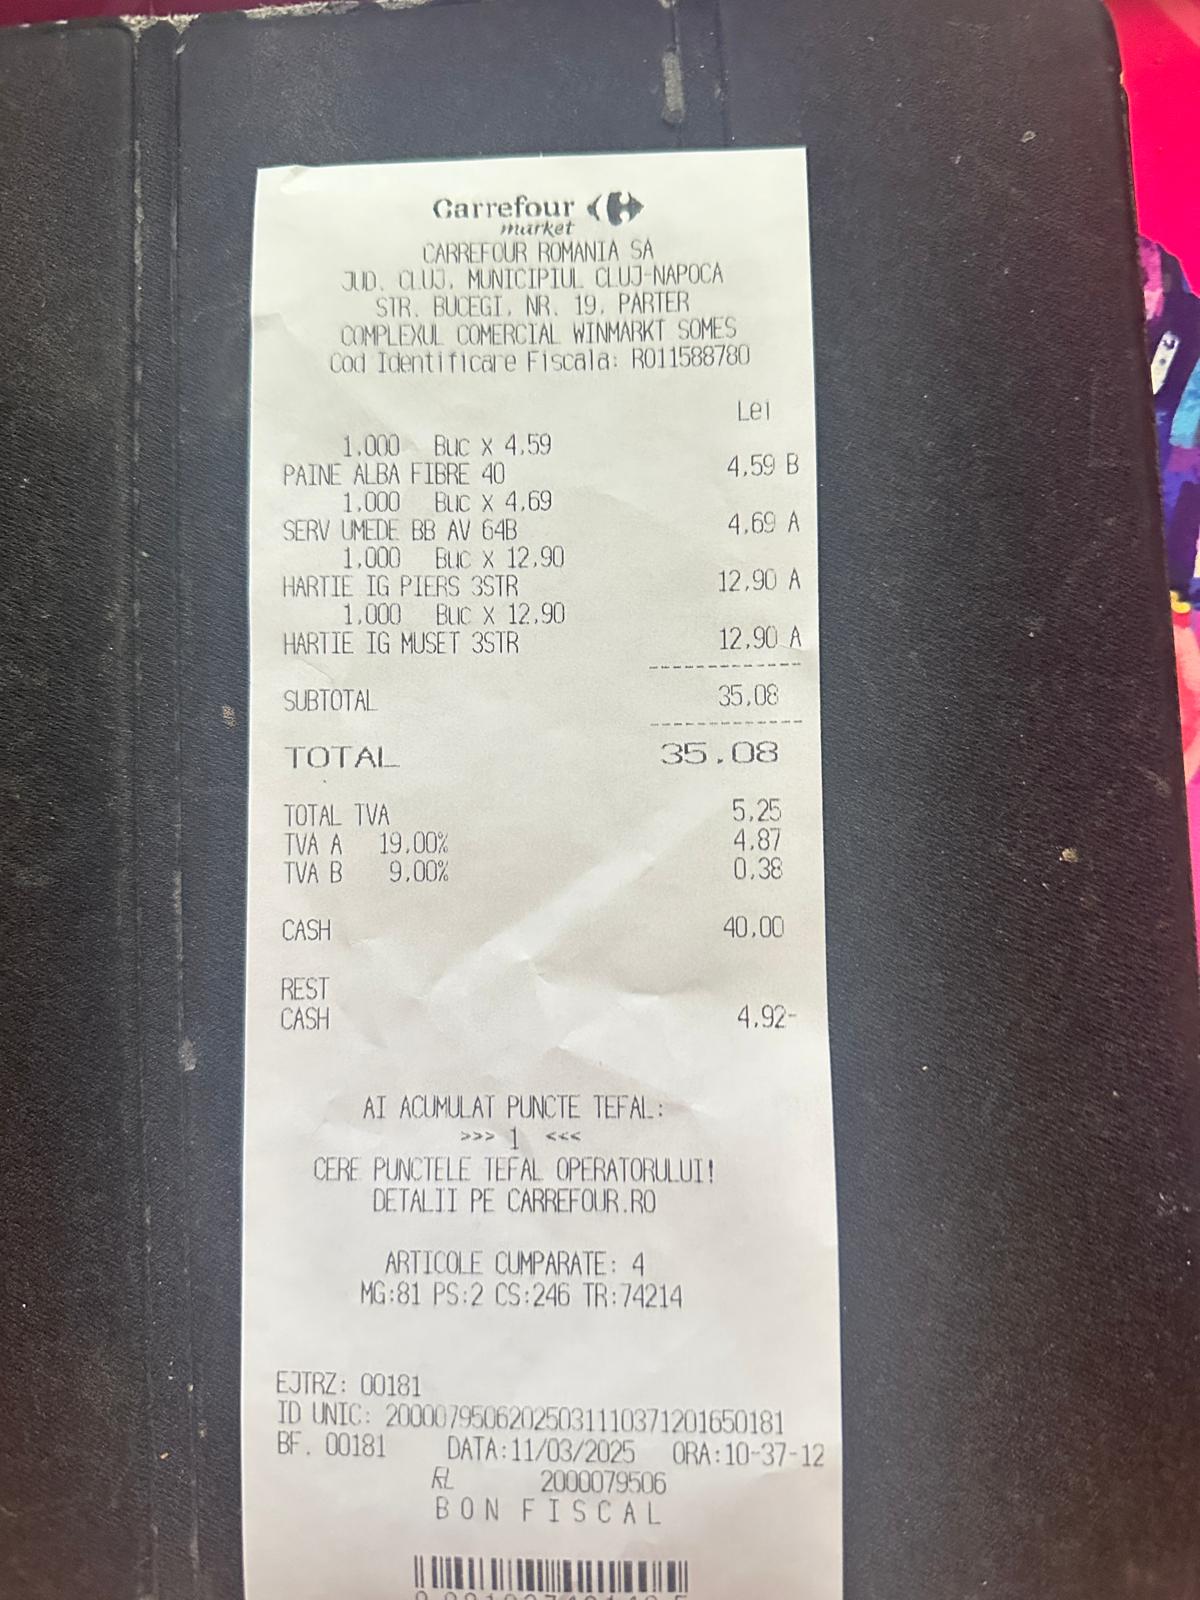 Carrefour
market
CARREFOUR ROMANIA SA
JUD. CLUJ, MUNICIPIUL CLUJ-NAPOCA
STR. BUCEGI, NR. 19, PARTER
COMPLEXUL COMERCIAL WINMARKT SOMES
Cod Identificare Fiscala: RO11588780
Lei
1.000 Buc X 4,59
PAINE ALBA FIBRE 40 4,59 B
1.000 Buc X 4,69
SERV UMEDE BB AV 64B 4,69 A
1.000 Buc X 12,90
HARTIE IG PIERS 3STR 12,90 A
1.000 Buc X 12,90
HARTIE IG MUSET 3STR 12,90 A
SUBTOTAL 35,08
TOTAL 35.08
TOTAL TVA 5,25
TVA A 19,00% 4,87
TVA B 9,00% 0,38
CASH 40,00
REST
CASH 4,92-
AI ACUMULAT PUNCTE TEFAL:
>>> 1 <<<
CERE PUNCTELE TEFAL OPERATORULUI!
DETALII PE CARREFOUR.RO
ARTICOLE CUMPARATE: 4
MG:81 PS:2 CS:246 TR:74214
EJTRZ: 00181
ID UNIC: 2000079506202503111037120165​0181
BF. 00181 DATA:11/03/2025 ORA:10-37-12
RL 2000079506
BON FISCAL